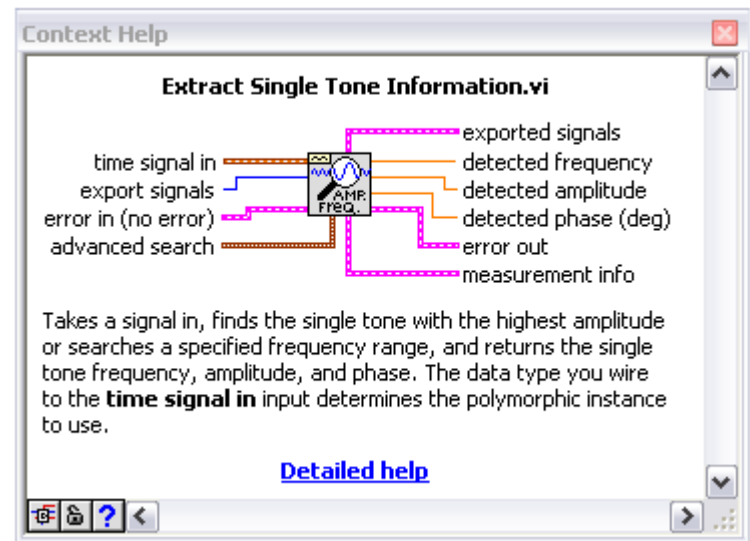 Context Help
Extract Single Tone Information.vi
exported signals
time signal in
detected frequency
export signals
detected amplitude
error in (no error)
detected phase (deg)
advanced search
error out
measurement info
AMP.
Freq.
Takes a signal in, finds the single tone with the highest amplitude
or searches a specified frequency range, and returns the single
tone frequency, amplitude, and phase. The data type you wire
to the time signal in input determines the polymorphic instance
to use.
Detailed help
?